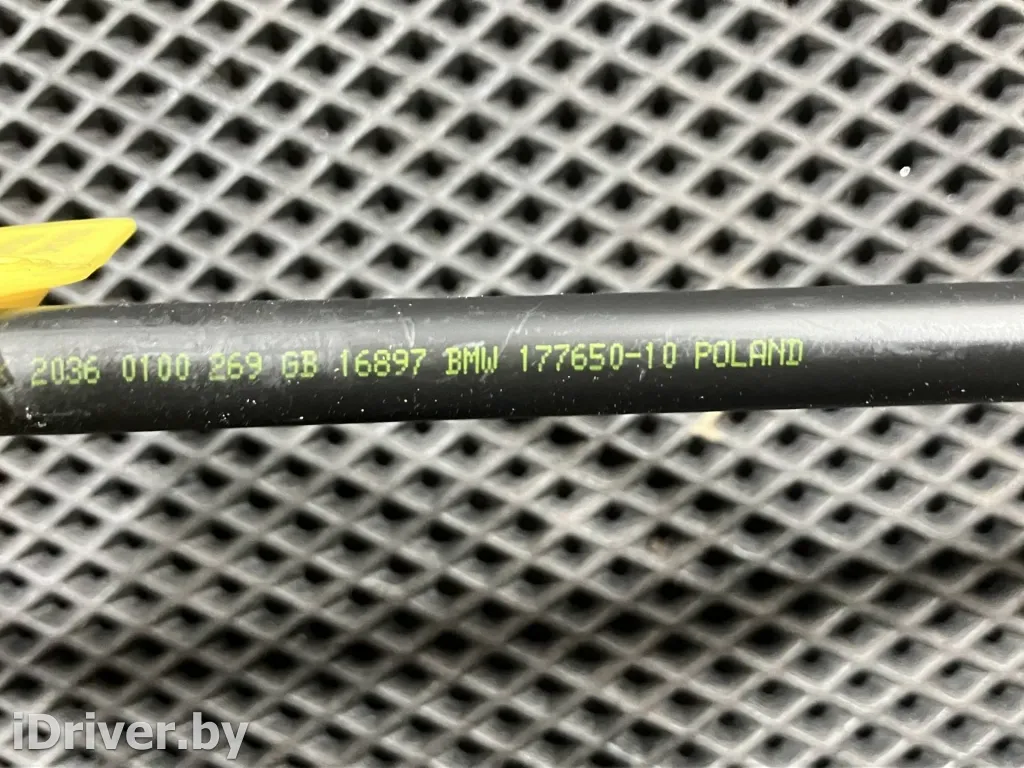 2036 0100 269 GB 16897 BMW 177650-10 POLAND
iDriver.by